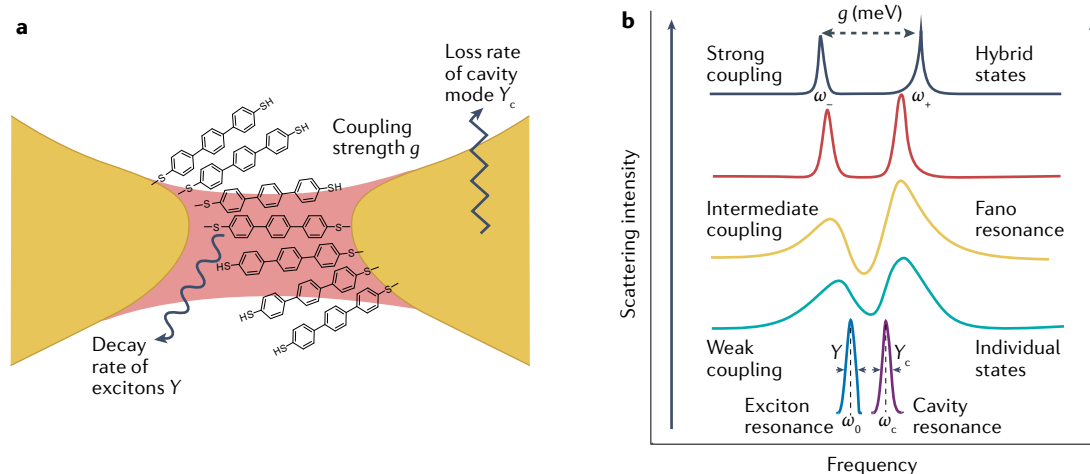 a
Loss rate
of cavity
mode Yc
Coupling
strength g
SH
SH
S
S
SH
S
S
S
HS
S
S
HS
S
HS
Decay
rate of
excitons Y
b
g (meV)
Strong
coupling
Hybrid
states
ω−
ω+
Intermediate
coupling
Fano
resonance
Weak
coupling
Individual
states
Y
Yc
Exciton
resonance
ω0
ωc
Cavity
resonance
Scattering intensity
Frequency